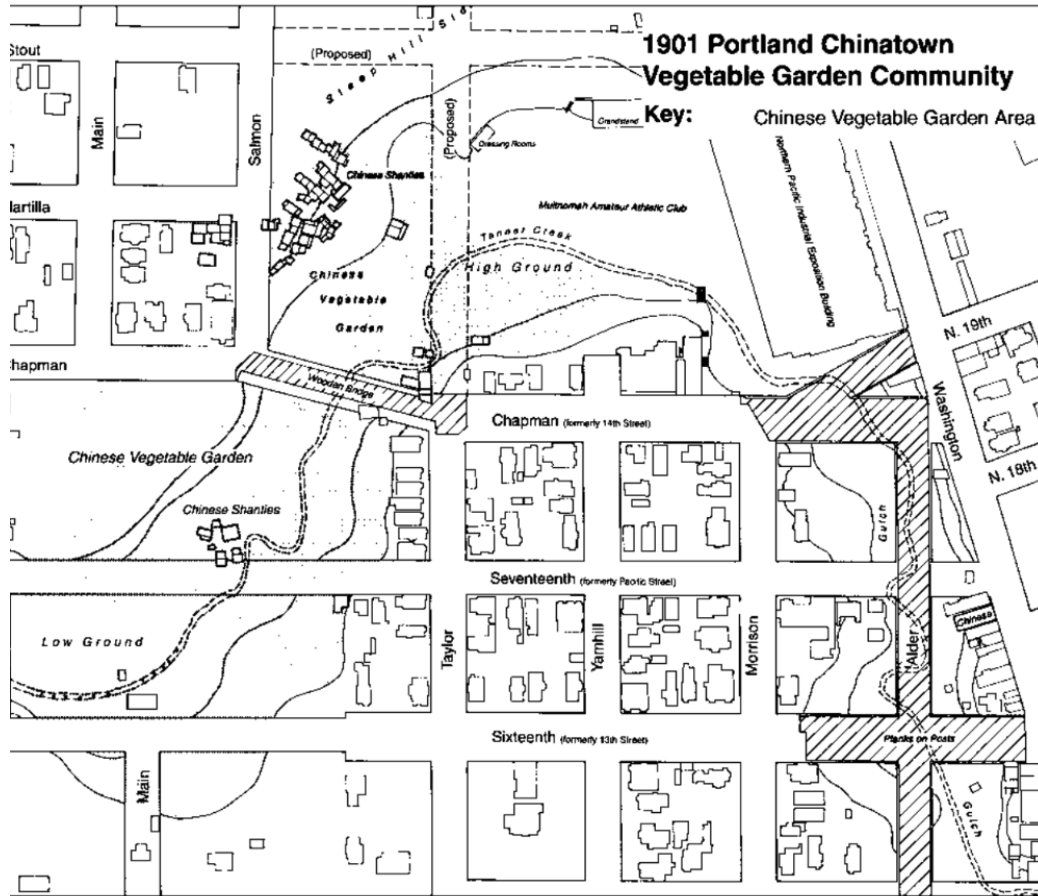 1901 Portland Chinatown
Vegetable Garden Community
Key: Chinese Vegetable Garden Area
Stout
(Proposed)
Steep Hill Sid
Main
Salmon
(Proposed)
Grandstand
Dressing Rooms
Northern Pacific Industrial Exposition Building
Chinese Shanties
Martilla
Multnomah Amateur Athletic Club
Tanner Creek
High Ground
Chinese
Vegetable
Garden
N. 19th
Chapman
Wooden Bridge
Washington
Chapman (formerly 14th Street)
Chinese Vegetable Garden
N. 18th
Chinese Shanties
Gulch
Seventeenth (formerly Pacific Street)
Low Ground
Taylor
Yamhill
Morrison
Alder
Chinese
Sixteenth (formerly 13th Street)
Planks on Posts
Main
Gulch